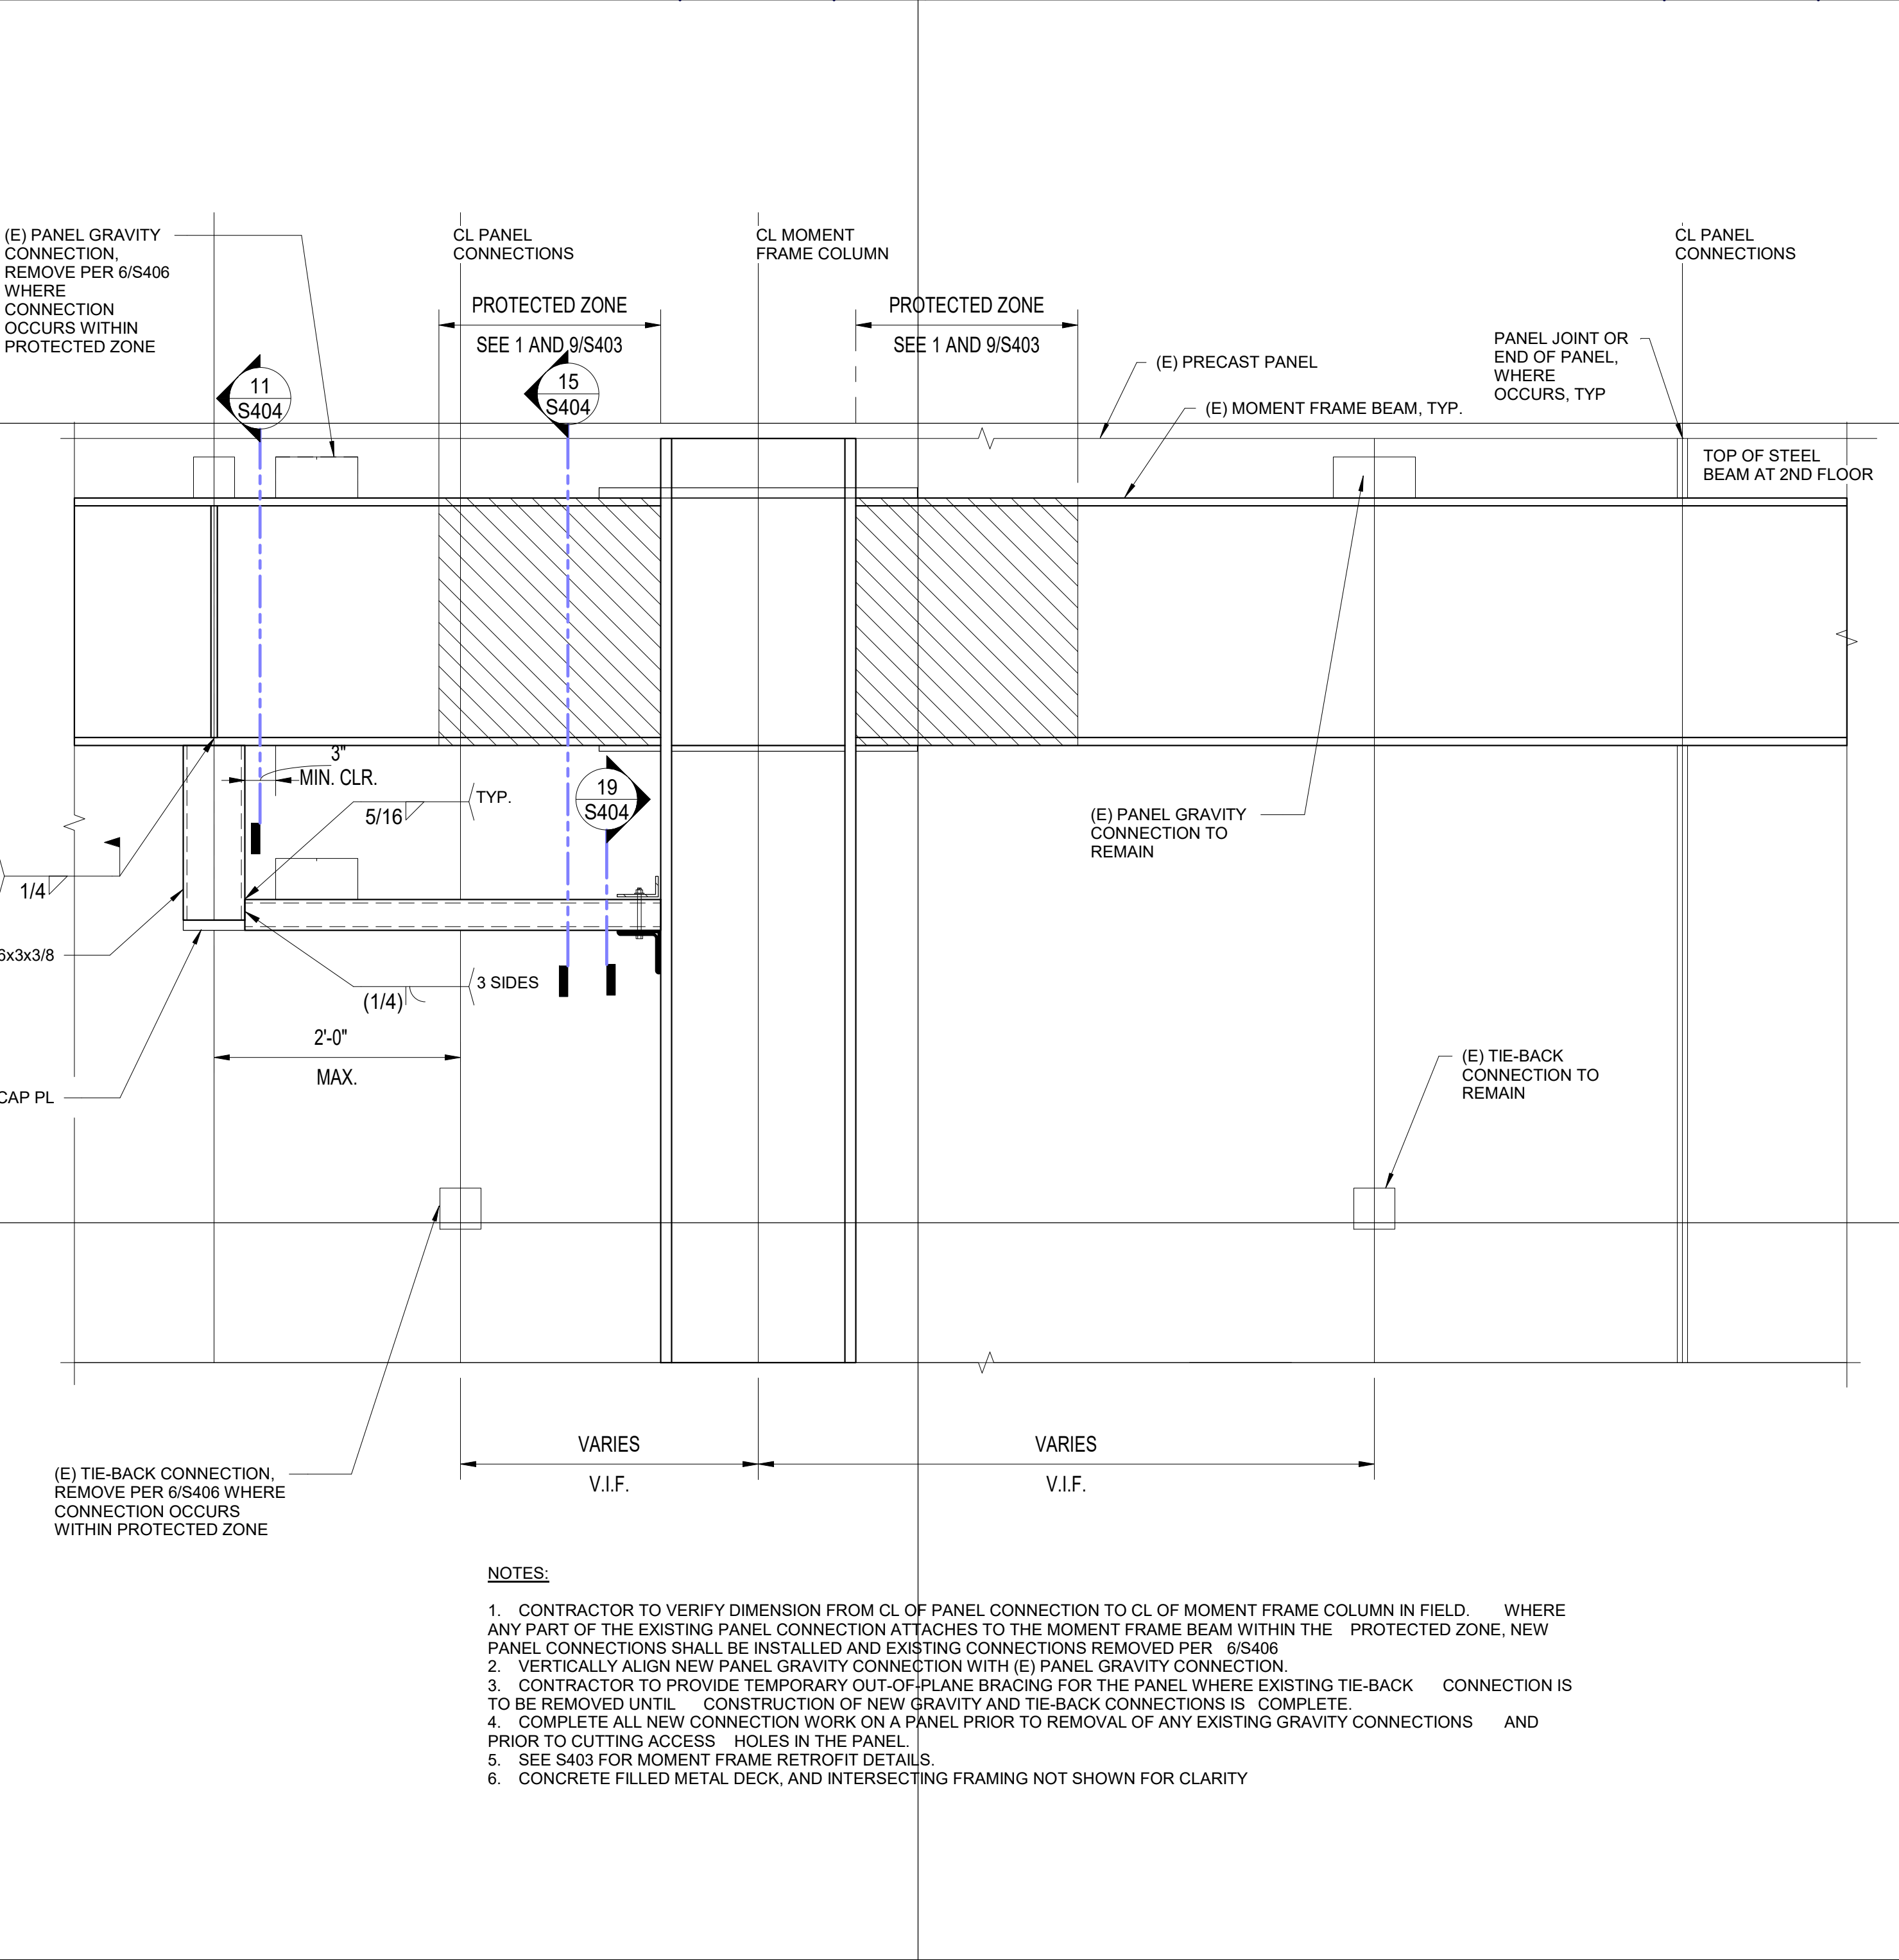 (E) PANEL GRAVITY
CONNECTION,
REMOVE PER 6/S406
WHERE
CONNECTION
OCCURS WITHIN
PROTECTED ZONE
CL PANEL
CONNECTIONS
CL MOMENT
FRAME COLUMN
CL PANEL
CONNECTIONS
PROTECTED ZONE
SEE 1 AND 9/S403
PROTECTED ZONE
SEE 1 AND 9/S403
PANEL JOINT OR
END OF PANEL,
WHERE
OCCURS, TYP
(E) PRECAST PANEL
(E) MOMENT FRAME BEAM, TYP.
11
S404
15
S404
TOP OF STEEL
BEAM AT 2ND FLOOR
3"
MIN. CLR.
5/16
TYP.
19
S404
(E) PANEL GRAVITY
CONNECTION TO
REMAIN
1/4
6x3x3/8
(1/4)
3 SIDES
2'-0"
MAX.
CAP PL
(E) TIE-BACK
CONNECTION TO
REMAIN
VARIES
V.I.F.
VARIES
V.I.F.
(E) TIE-BACK CONNECTION,
REMOVE PER 6/S406 WHERE
CONNECTION OCCURS
WITHIN PROTECTED ZONE
NOTES:
1. CONTRACTOR TO VERIFY DIMENSION FROM CL OF PANEL CONNECTION TO CL OF MOMENT FRAME COLUMN IN FIELD. WHERE
ANY PART OF THE EXISTING PANEL CONNECTION ATTACHES TO THE MOMENT FRAME BEAM WITHIN THE PROTECTED ZONE, NEW
PANEL CONNECTIONS SHALL BE INSTALLED AND EXISTING CONNECTIONS REMOVED PER 6/S406
2. VERTICALLY ALIGN NEW PANEL GRAVITY CONNECTION WITH (E) PANEL GRAVITY CONNECTION.
3. CONTRACTOR TO PROVIDE TEMPORARY OUT-OF-PLANE BRACING FOR THE PANEL WHERE EXISTING TIE-BACK CONNECTION IS
TO BE REMOVED UNTIL CONSTRUCTION OF NEW GRAVITY AND TIE-BACK CONNECTIONS IS COMPLETE.
4. COMPLETE ALL NEW CONNECTION WORK ON A PANEL PRIOR TO REMOVAL OF ANY EXISTING GRAVITY CONNECTIONS AND
PRIOR TO CUTTING ACCESS HOLES IN THE PANEL.
5. SEE S403 FOR MOMENT FRAME RETROFIT DETAILS.
6. CONCRETE FILLED METAL DECK, AND INTERSECTING FRAMING NOT SHOWN FOR CLARITY